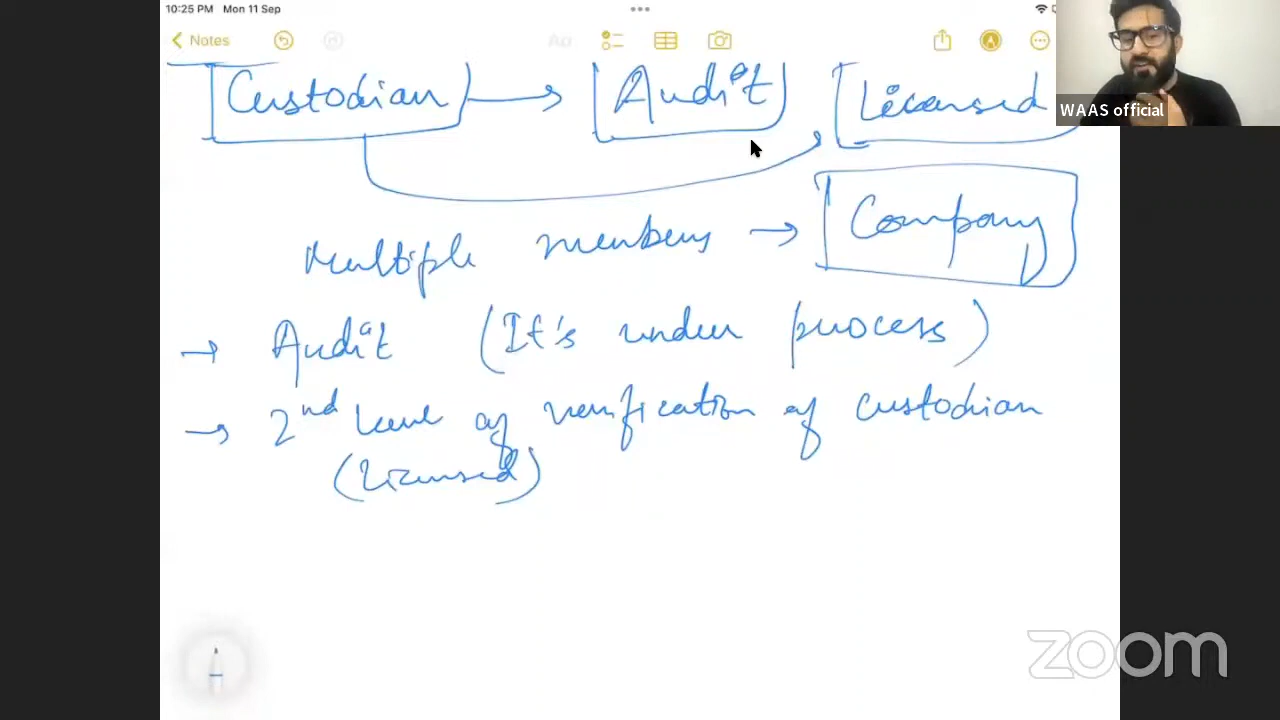 10:25 PM Mon 11 Sep
Notes
Aα
WAAS official
Custodian → Audit Licensed
Multiple members → Company
→ Audit (It's under process)
→ 2nd level of verification of custodian
(Licensed)
zoom